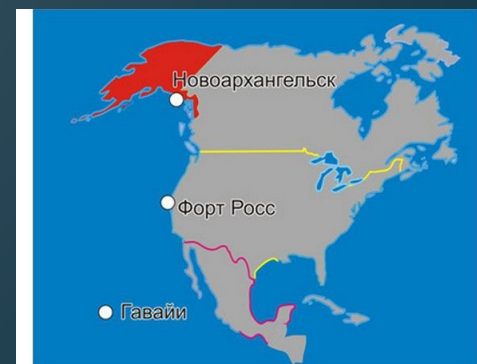 Новоархангельск
Форт Росс
Гавайи